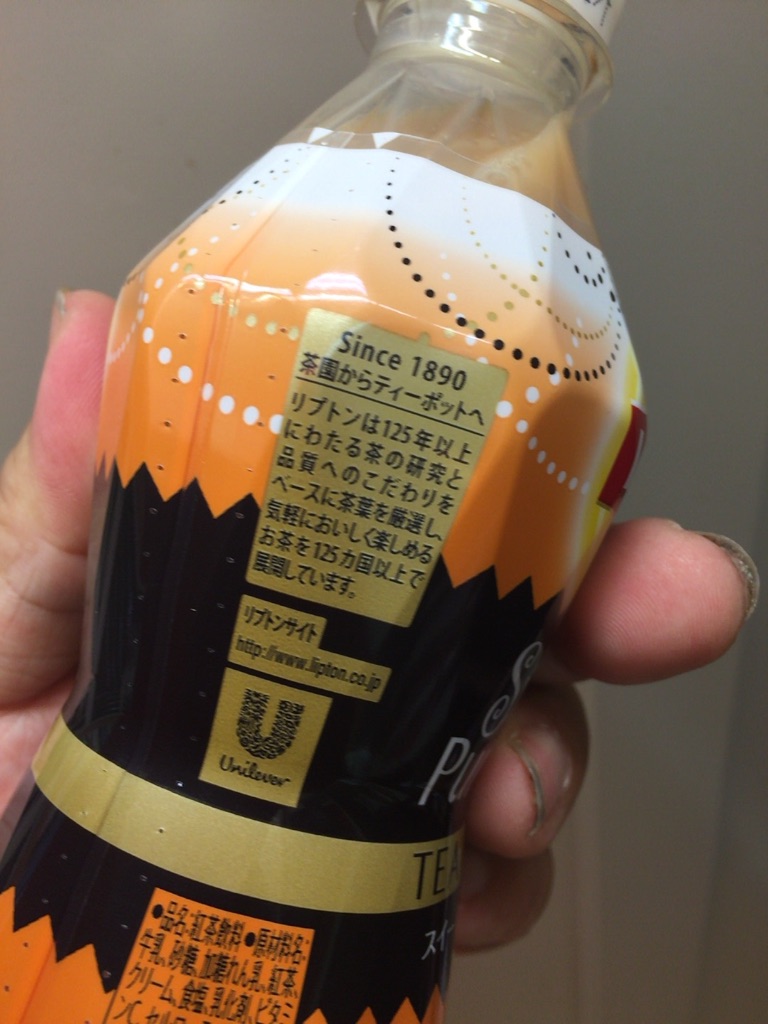 Since 1890
茶園からティーポットへ
リプトンは125年以上
にわたる茶の研究と
品質へのこだわりを
ベースに茶葉を厳選し、
気軽においしく楽しめる
お茶を125カ国以上で
展開しています。
リプトンサイト
http://www.lipton.co.jp
Unilever
TEA
●品名:紅茶飲料●原材料名:
牛乳、砂糖、加糖れん乳、紅茶、
クリーム、食塩、乳化剤、ビタミ
ンC、